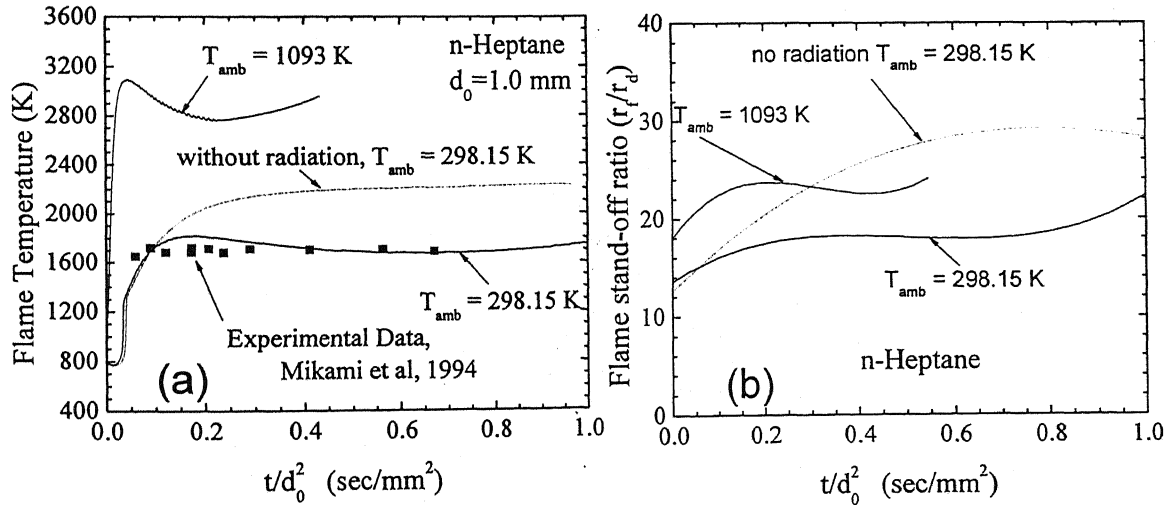 3600
3200
2800
2400
2000
1600
1200
800
400
Flame Temperature (K)
T_amb = 1093 K
n-Heptane
d_0=1.0 mm
without radiation, T_amb = 298.15 K
T_amb = 298.15 K
Experimental Data,
Mikami et al, 1994
(a)
0.0 0.2 0.4 0.6 0.8 1.0
t/d_0^2 (sec/mm^2)
40
30
20
10
0
Flame stand-off ratio (r_f/r_d)
no radiation T_amb = 298.15 K
T_amb = 1093 K
T_amb = 298.15 K
n-Heptane
(b)
0.0 0.2 0.4 0.6 0.8 1.0
t/d_0^2 (sec/mm^2)